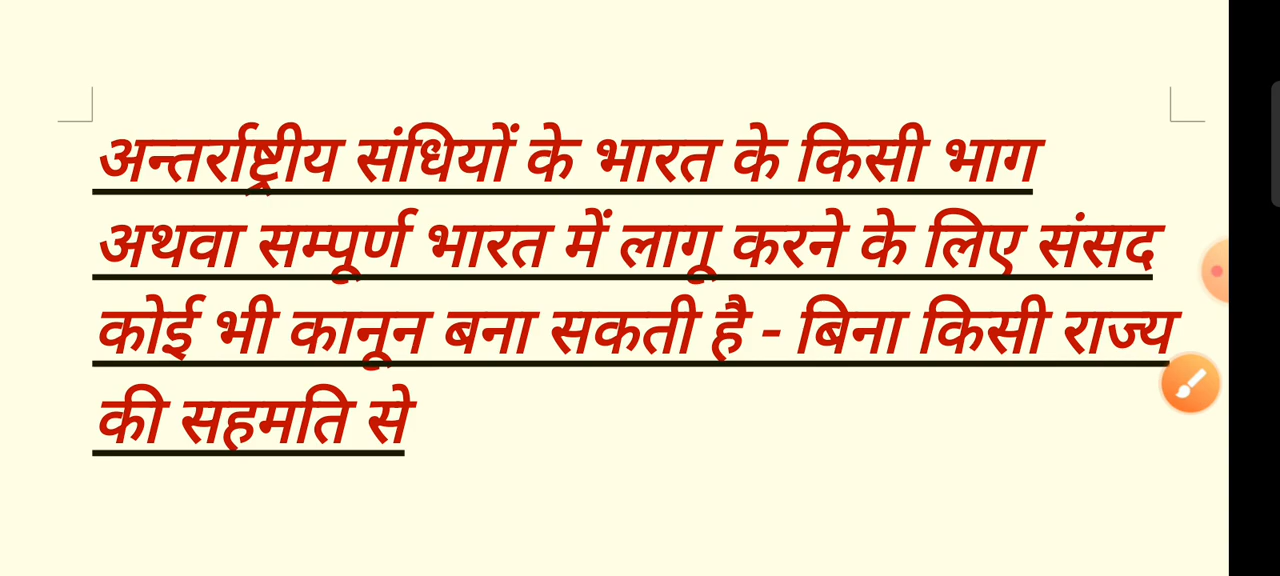 अन्तर्राष्ट्रीय संधियों के भारत के किसी भाग
अथवा सम्पूर्ण भारत में लागू करने के लिए संसद
कोई भी कानून बना सकती है - बिना किसी राज्य
की सहमति से